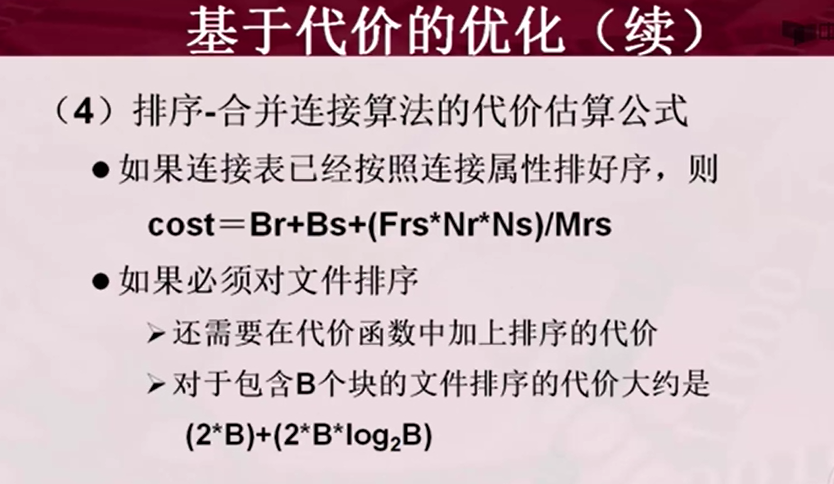 基于代价的优化（续）
（4）排序-合并连接算法的代价估算公式
●如果连接表已经按照连接属性排好序，则
cost＝Br+Bs+(Frs*Nr*Ns)/Mrs
●如果必须对文件排序
➢还需要在代价函数中加上排序的代价
➢对于包含B个块的文件排序的代价大约是
(2*B)+(2*B*log₂B)